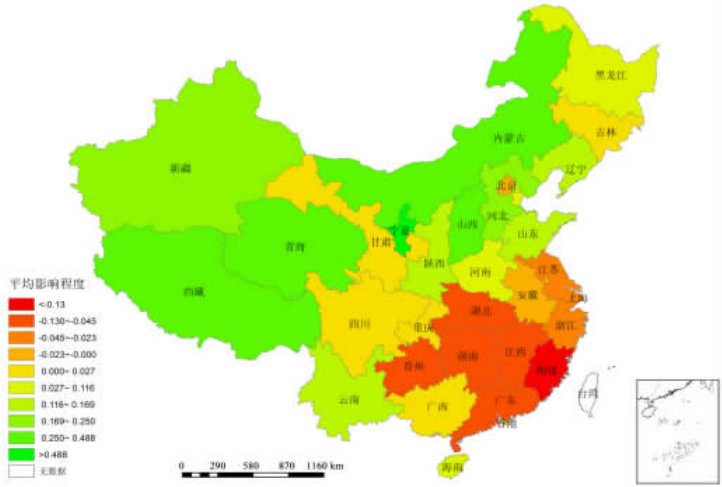 黑龙江
吉林
内蒙古
辽宁
新疆
北京
宁夏
山西
河北
青海
甘肃
山东
陕西
河南
江苏
西藏
安徽
上海
四川
重庆
湖北
浙江
贵州
湖南
江西
福建
云南
广西
广东
台湾
海南
平均影响程度
<-0.13
-0.130~-0.045
-0.045~-0.023
-0.023~-0.000
0.000~ 0.027
0.027~ 0.116
0.116~ 0.169
0.169~ 0.250
0.250~ 0.488
>0.488
无数据
0 290 580 870 1160 km